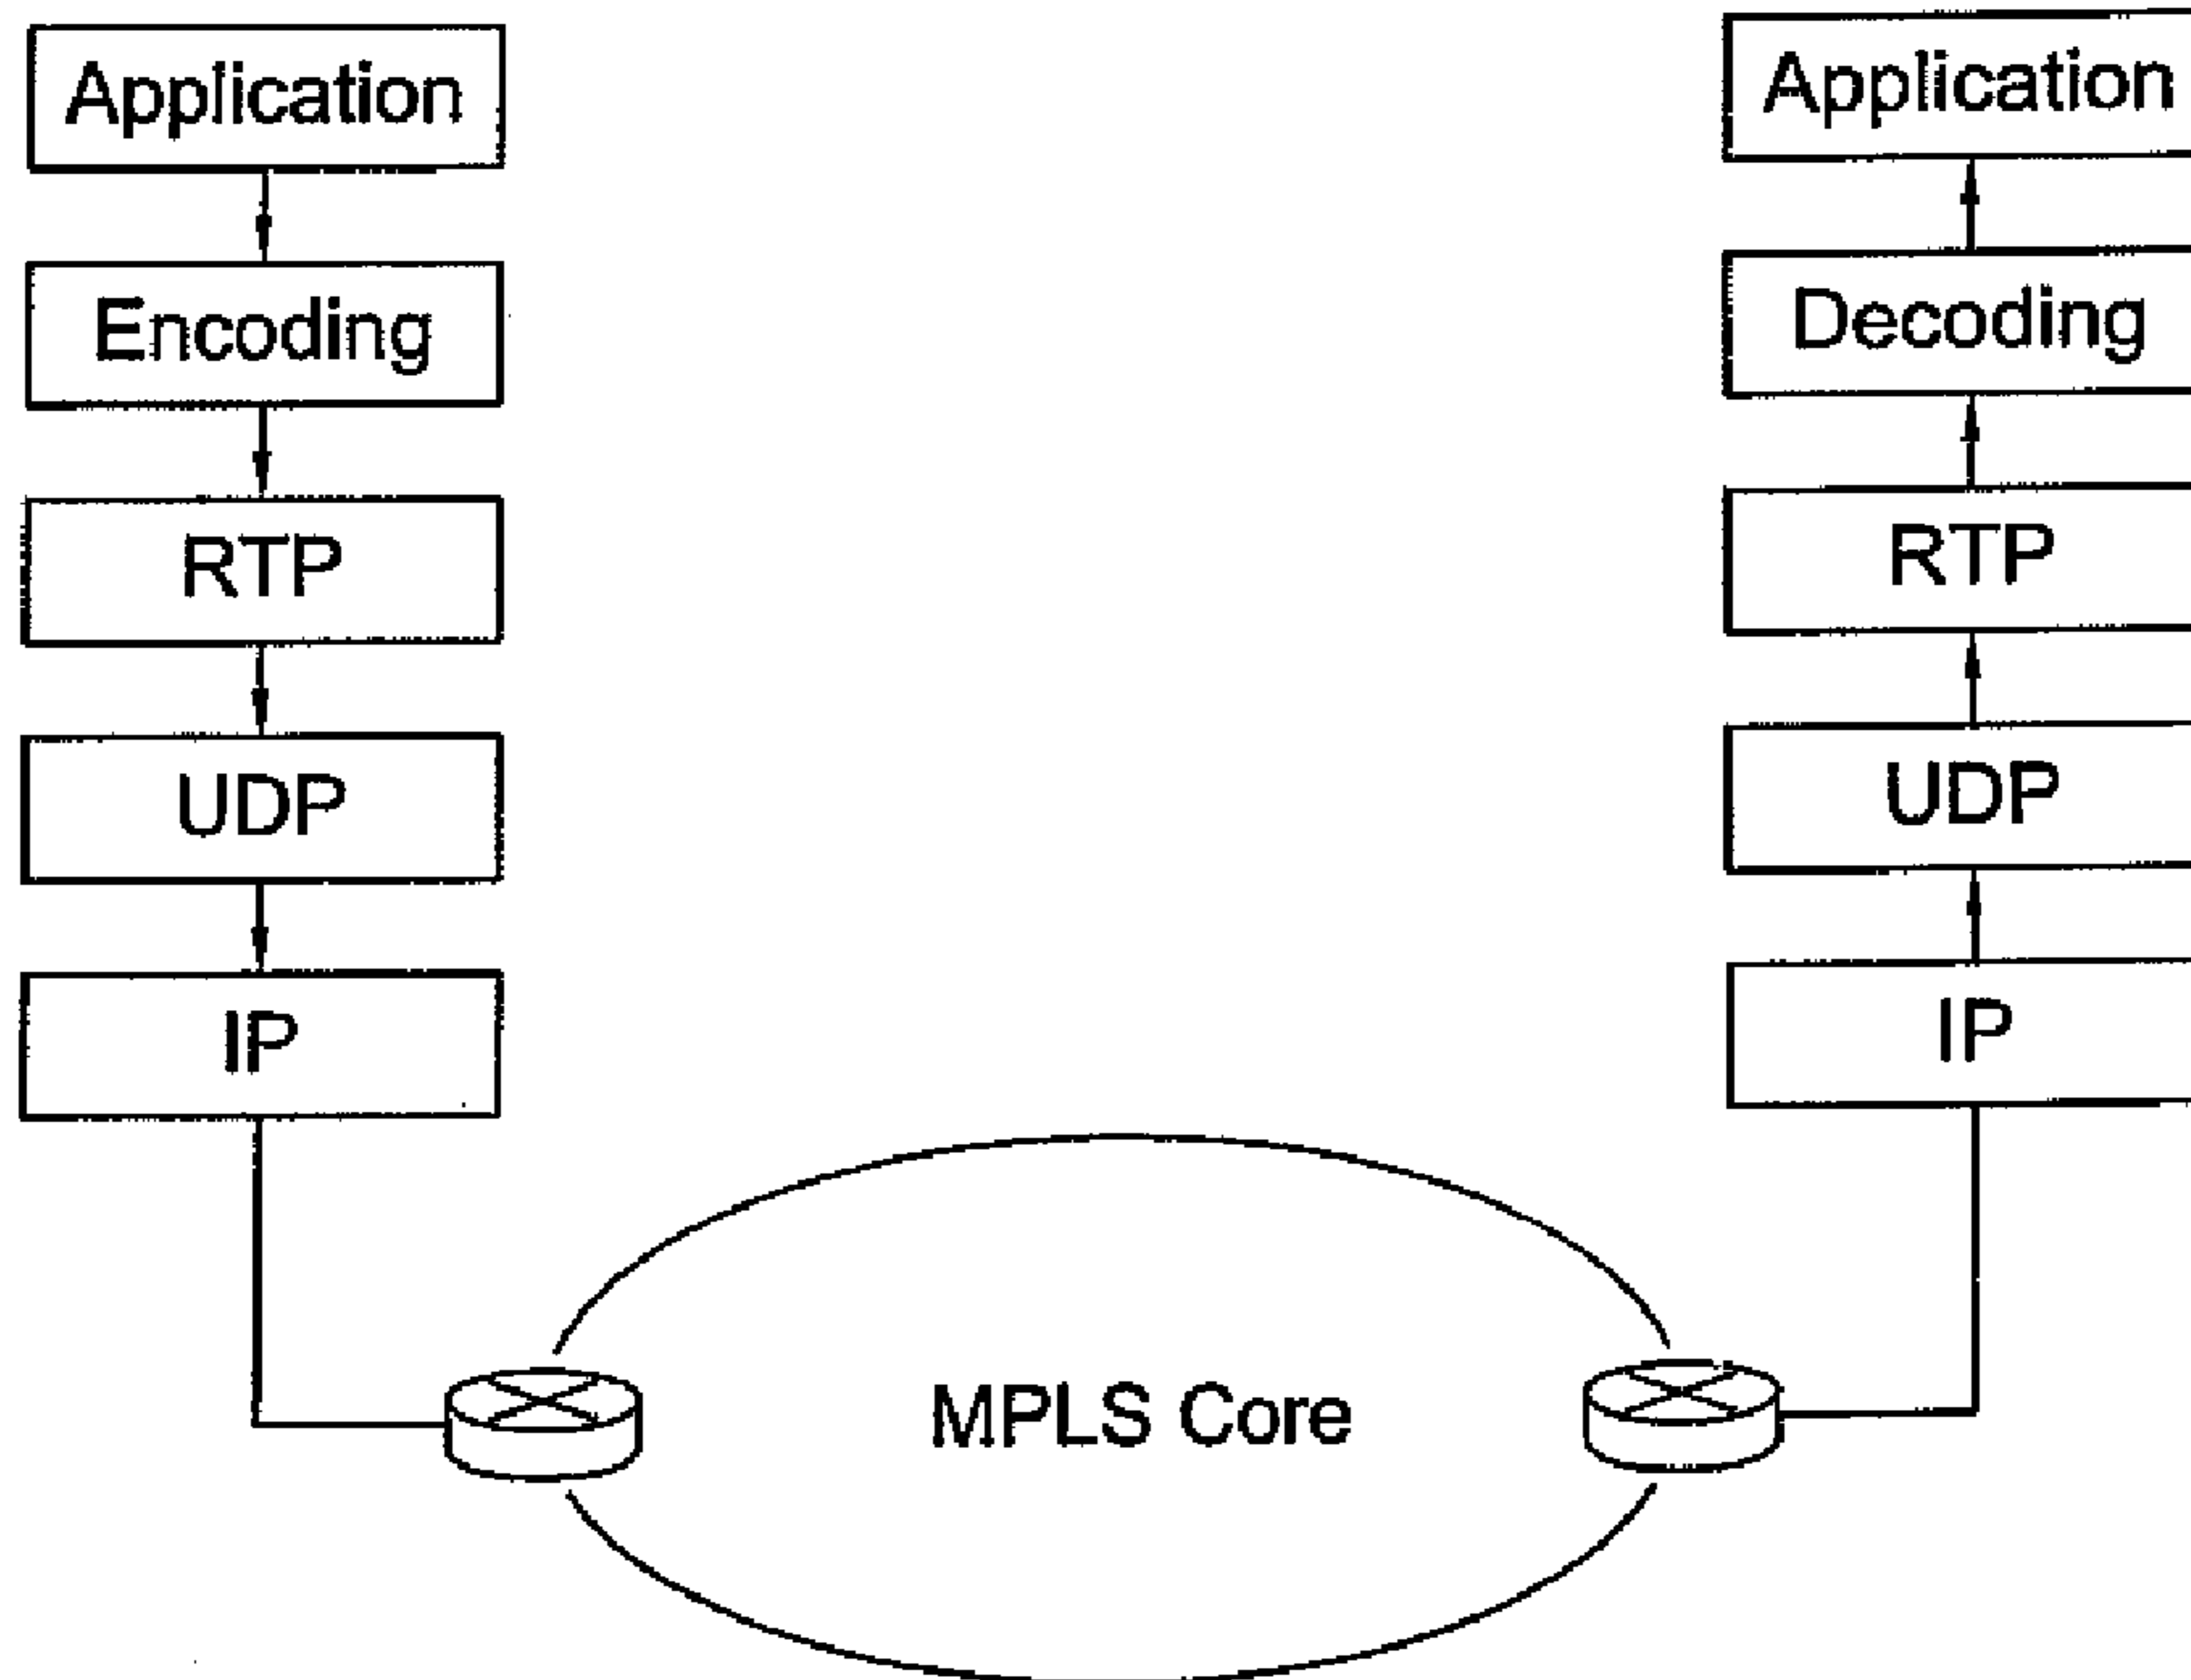 Application
Encoding
RTP
UDP
IP
Application
Decoding
RTP
UDP
IP
MPLS Core